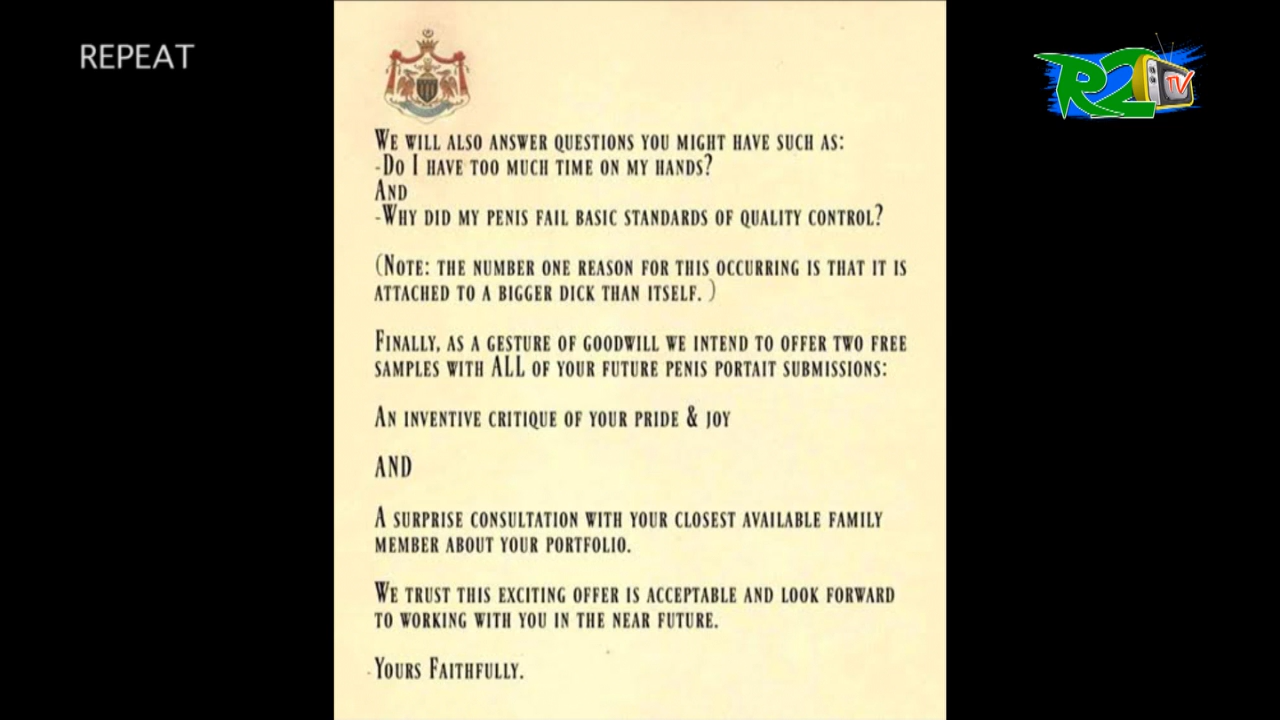 REPEAT
R2 TV
We will also answer questions you might have such as:
-Do I have too much time on my hands?
And
-Why did my penis fail basic standards of quality control?
(Note: the number one reason for this occurring is that it is
attached to a bigger dick than itself. )
Finally, as a gesture of goodwill we intend to offer two free
samples with ALL of your future penis portait submissions:
An inventive critique of your pride & joy
AND
A surprise consultation with your closest available family
member about your portfolio.
We trust this exciting offer is acceptable and look forward
to working with you in the near future.
Yours Faithfully.